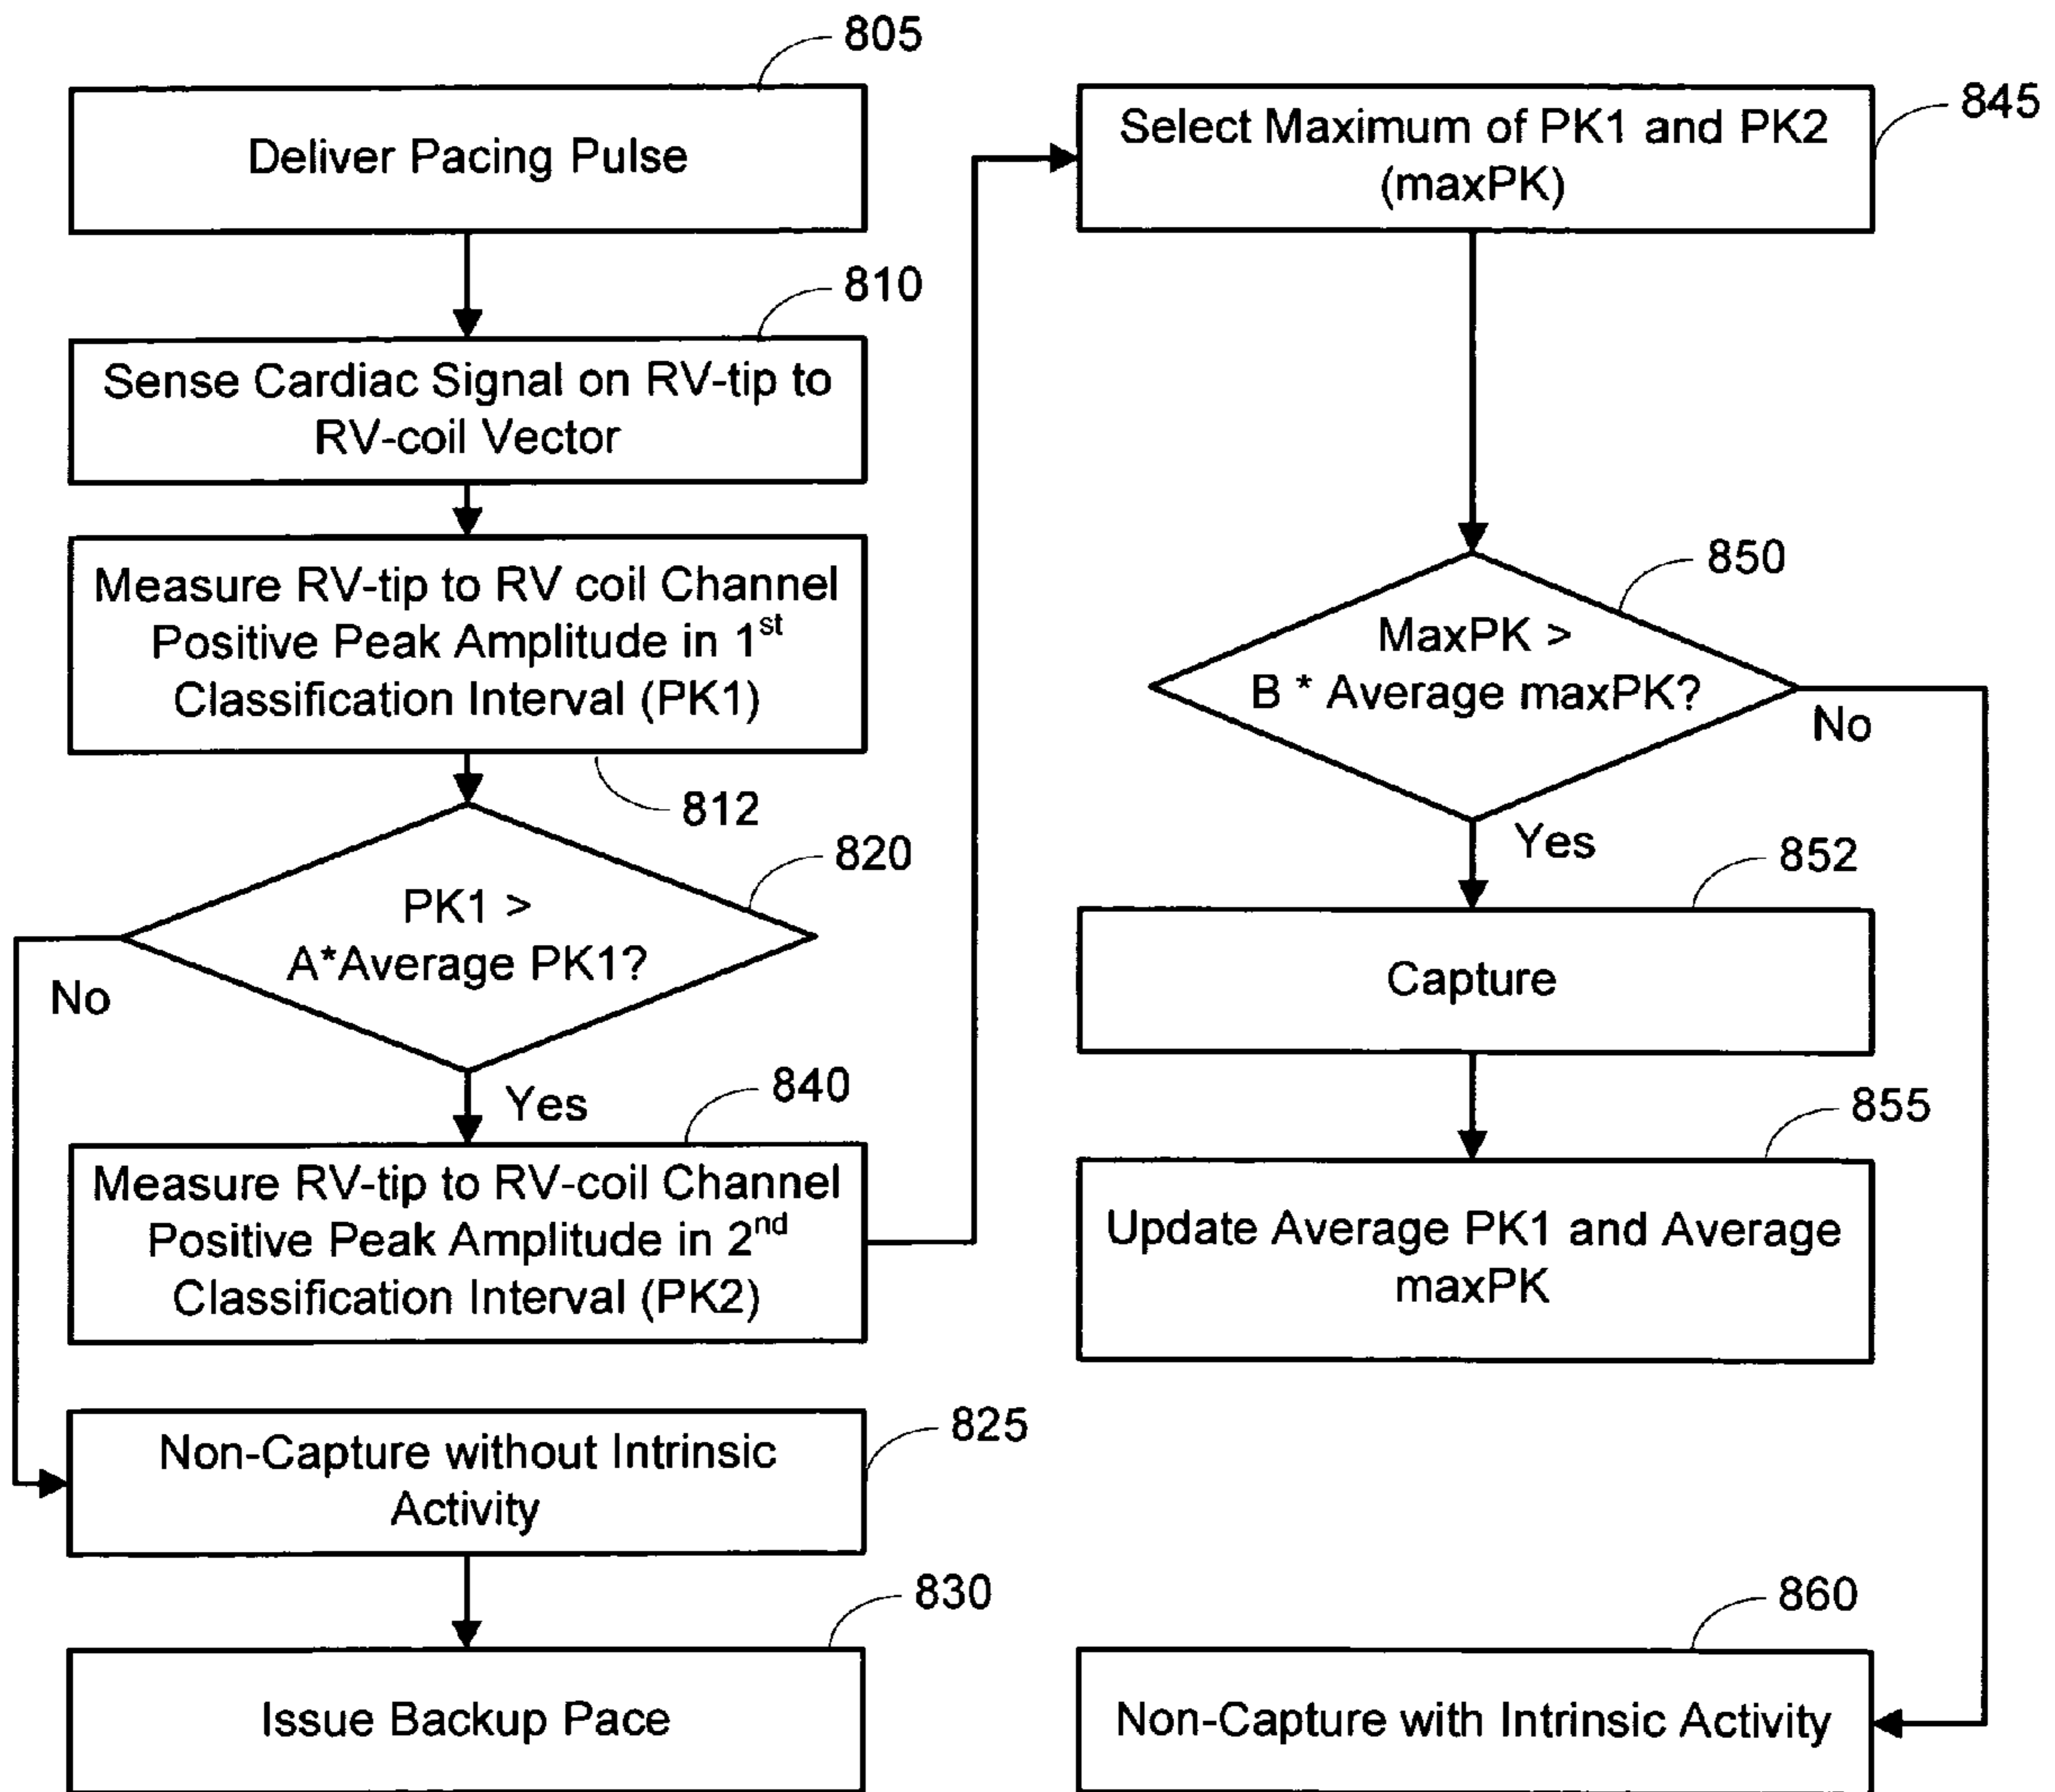 805
Deliver Pacing Pulse
810
Sense Cardiac Signal on RV-tip to
RV-coil Vector
Measure RV-tip to RV coil Channel
Positive Peak Amplitude in 1st
Classification Interval (PK1)
812
820
PK1 >
A*Average PK1?
No
Yes
840
Measure RV-tip to RV-coil Channel
Positive Peak Amplitude in 2nd
Classification Interval (PK2)
825
Non-Capture without Intrinsic
Activity
830
Issue Backup Pace
845
Select Maximum of PK1 and PK2
(maxPK)
850
MaxPK >
B * Average maxPK?
No
Yes
852
Capture
855
Update Average PK1 and Average
maxPK
860
Non-Capture with Intrinsic Activity